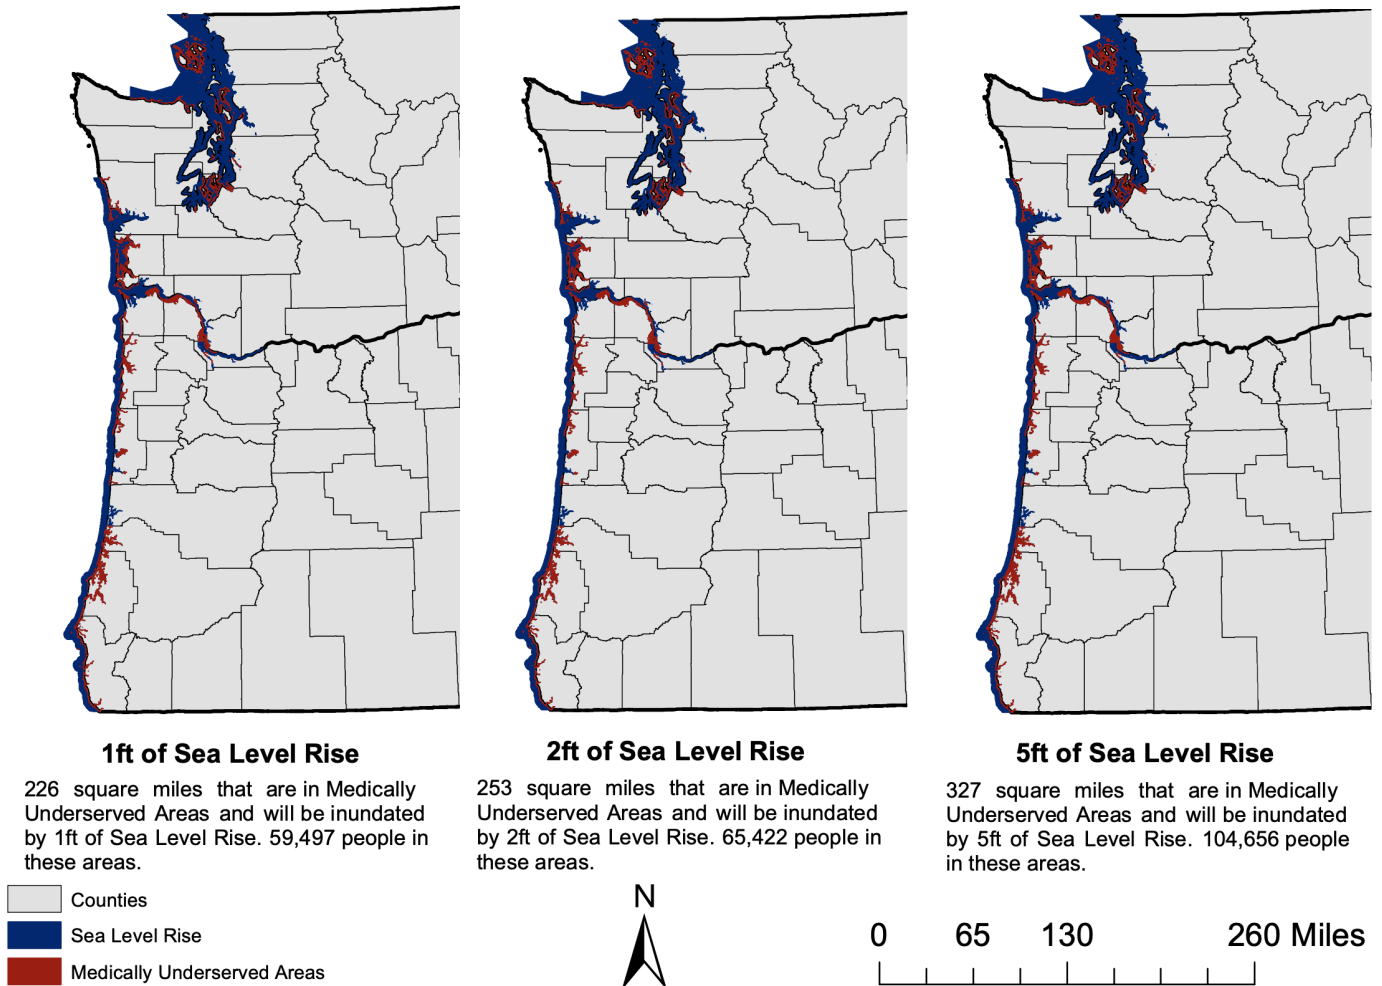 1ft of Sea Level Rise
226 square miles that are in Medically
Underserved Areas and will be inundated
by 1ft of Sea Level Rise. 59,497 people in
these areas.
2ft of Sea Level Rise
253 square miles that are in Medically
Underserved Areas and will be inundated
by 2ft of Sea Level Rise. 65,422 people in
these areas.
5ft of Sea Level Rise
327 square miles that are in Medically
Underserved Areas and will be inundated
by 5ft of Sea Level Rise. 104,656 people
in these areas.
Counties
Sea Level Rise
Medically Underserved Areas
N
0 65 130 260 Miles